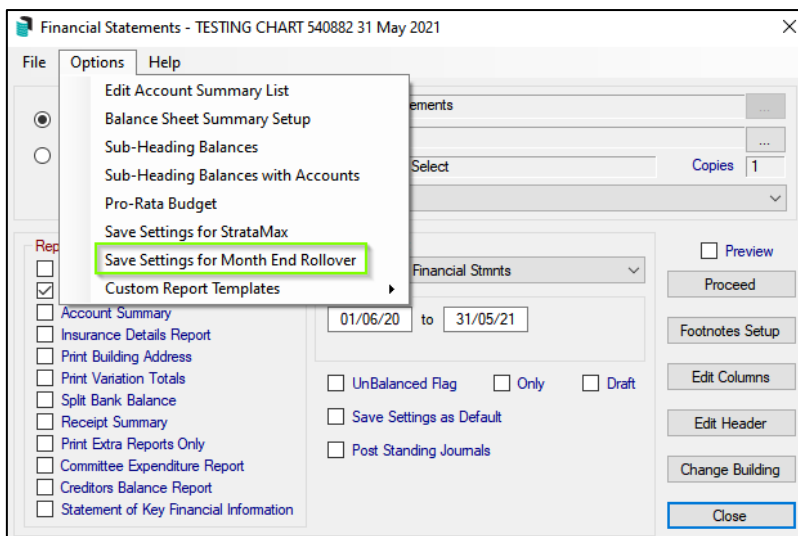 Financial Statements - TESTING CHART 540882 31 May 2021
File Options Help
Edit Account Summary List
Balance Sheet Summary Setup
Sub-Heading Balances
Sub-Heading Balances with Accounts
Pro-Rata Budget
Save Settings for StrataMax
Save Settings for Month End Rollover
Custom Report Templates
ements
...
...
Select
Copies 1
Rep
Account Summary
Insurance Details Report
Print Building Address
Print Variation Totals
Split Bank Balance
Receipt Summary
Print Extra Reports Only
Committee Expenditure Report
Creditors Balance Report
Statement of Key Financial Information
Financial Stmnts
01/06/20 to 31/05/21
UnBalanced Flag Only Draft
Save Settings as Default
Post Standing Journals
Preview
Proceed
Footnotes Setup
Edit Columns
Edit Header
Change Building
Close